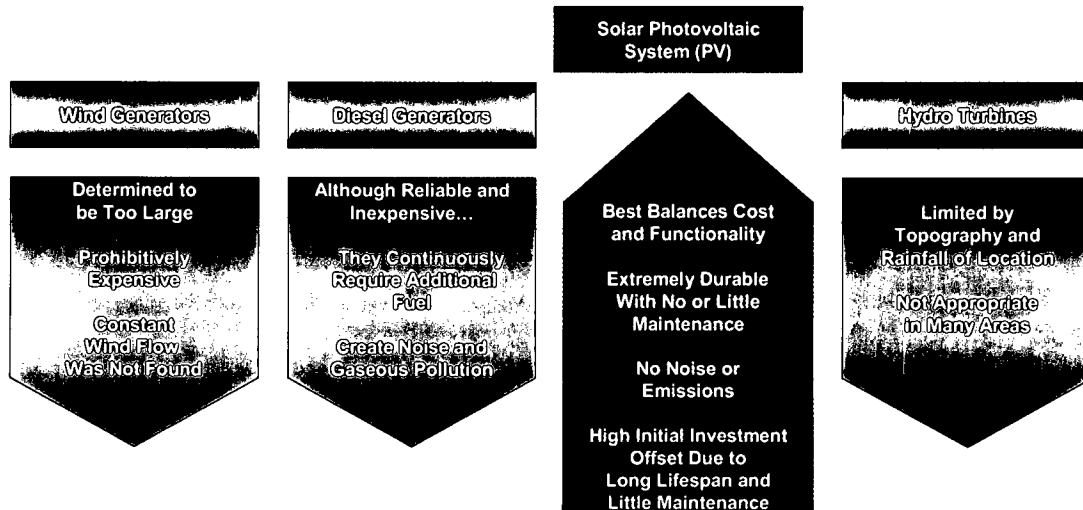 Solar Photovoltaic
System (PV)
Wind Generators
Diesel Generators
Hydro Turbines
Determined to
be Too Large
Prohibitively
Expensive
Constant
Wind Flow
Was Not Found
Although Reliable and
Inexpensive...
They Continuously
Require Additional
Fuel
Create Noise and
Gaseous Pollution
Best Balances Cost
and Functionality
Extremely Durable
With No or Little
Maintenance
No Noise or
Emissions
High Initial Investment
Offset Due to
Long Lifespan and
Little Maintenance
Limited by
Topography and
Rainfall of Location
Not Appropriate
in Many Areas